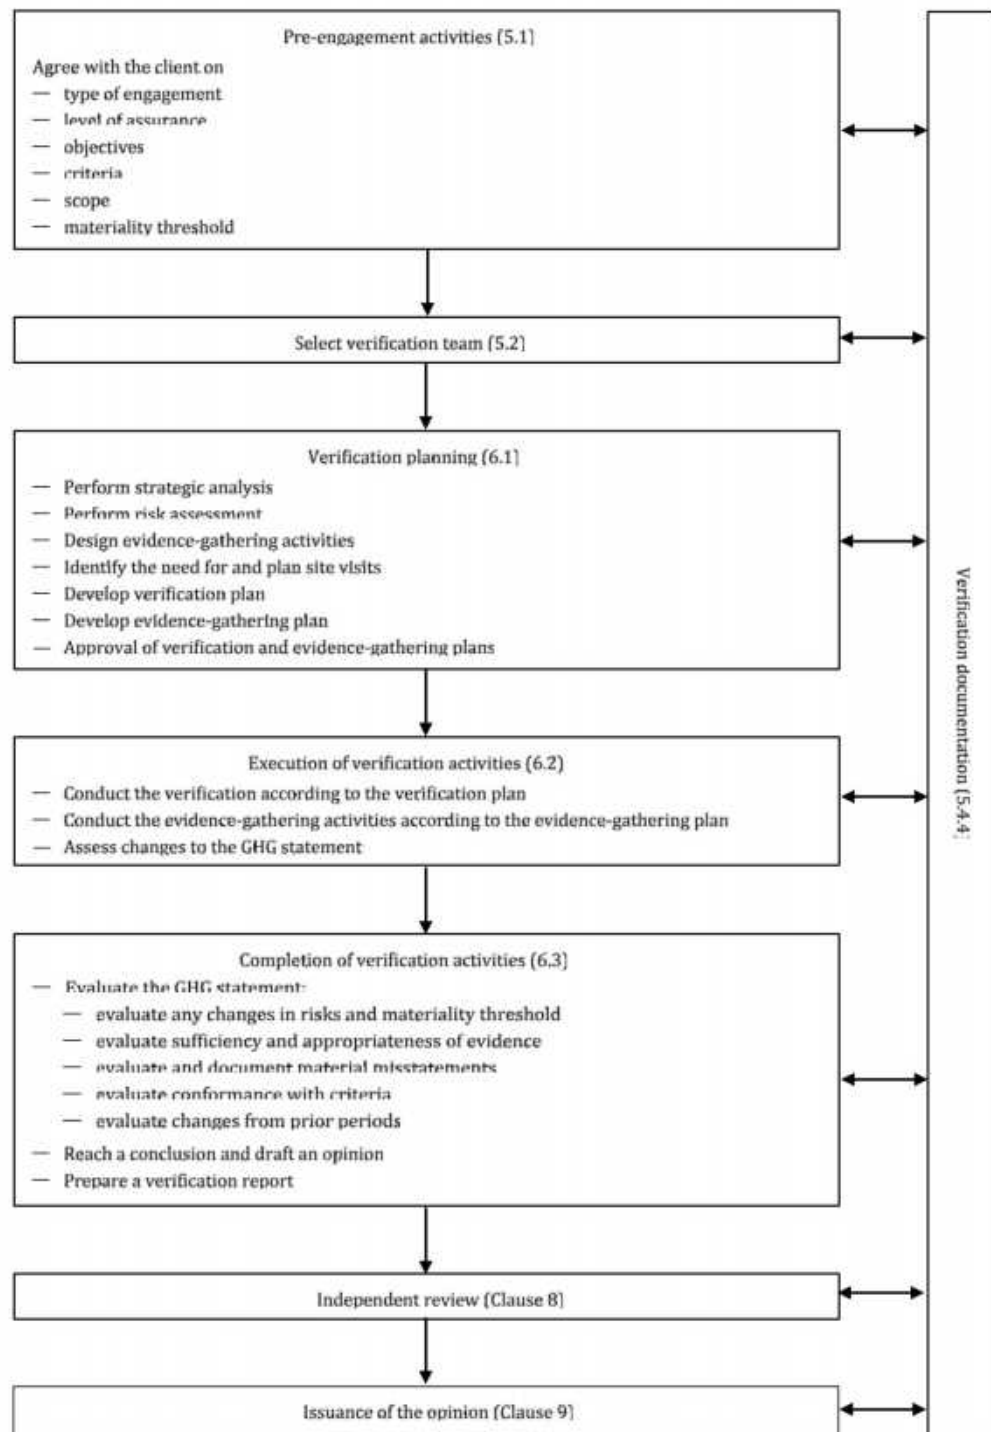 Pre-engagement activities (5.1)
Agree with the client on
— type of engagement
— level of assurance
— objectives
— criteria
— scope
— materiality threshold
Select verification team (5.2)
Verification planning (6.1)
— Perform strategic analysis
— Perform risk assessment
— Design evidence-gathering activities
— Identify the need for and plan site visits
— Develop verification plan
— Develop evidence-gathering plan
— Approval of verification and evidence-gathering plans
Execution of verification activities (6.2)
— Conduct the verification according to the verification plan
— Conduct the evidence-gathering activities according to the evidence-gathering plan
— Assess changes to the GHG statement
Completion of verification activities (6.3)
— Evaluate the GHG statement:
— evaluate any changes in risks and materiality threshold
— evaluate sufficiency and appropriateness of evidence
— evaluate and document material misstatements
— evaluate conformance with criteria
— evaluate changes from prior periods
— Reach a conclusion and draft an opinion
— Prepare a verification report
Independent review (Clause 8)
Issuance of the opinion (Clause 9)
Verification documentation (5.4.4)